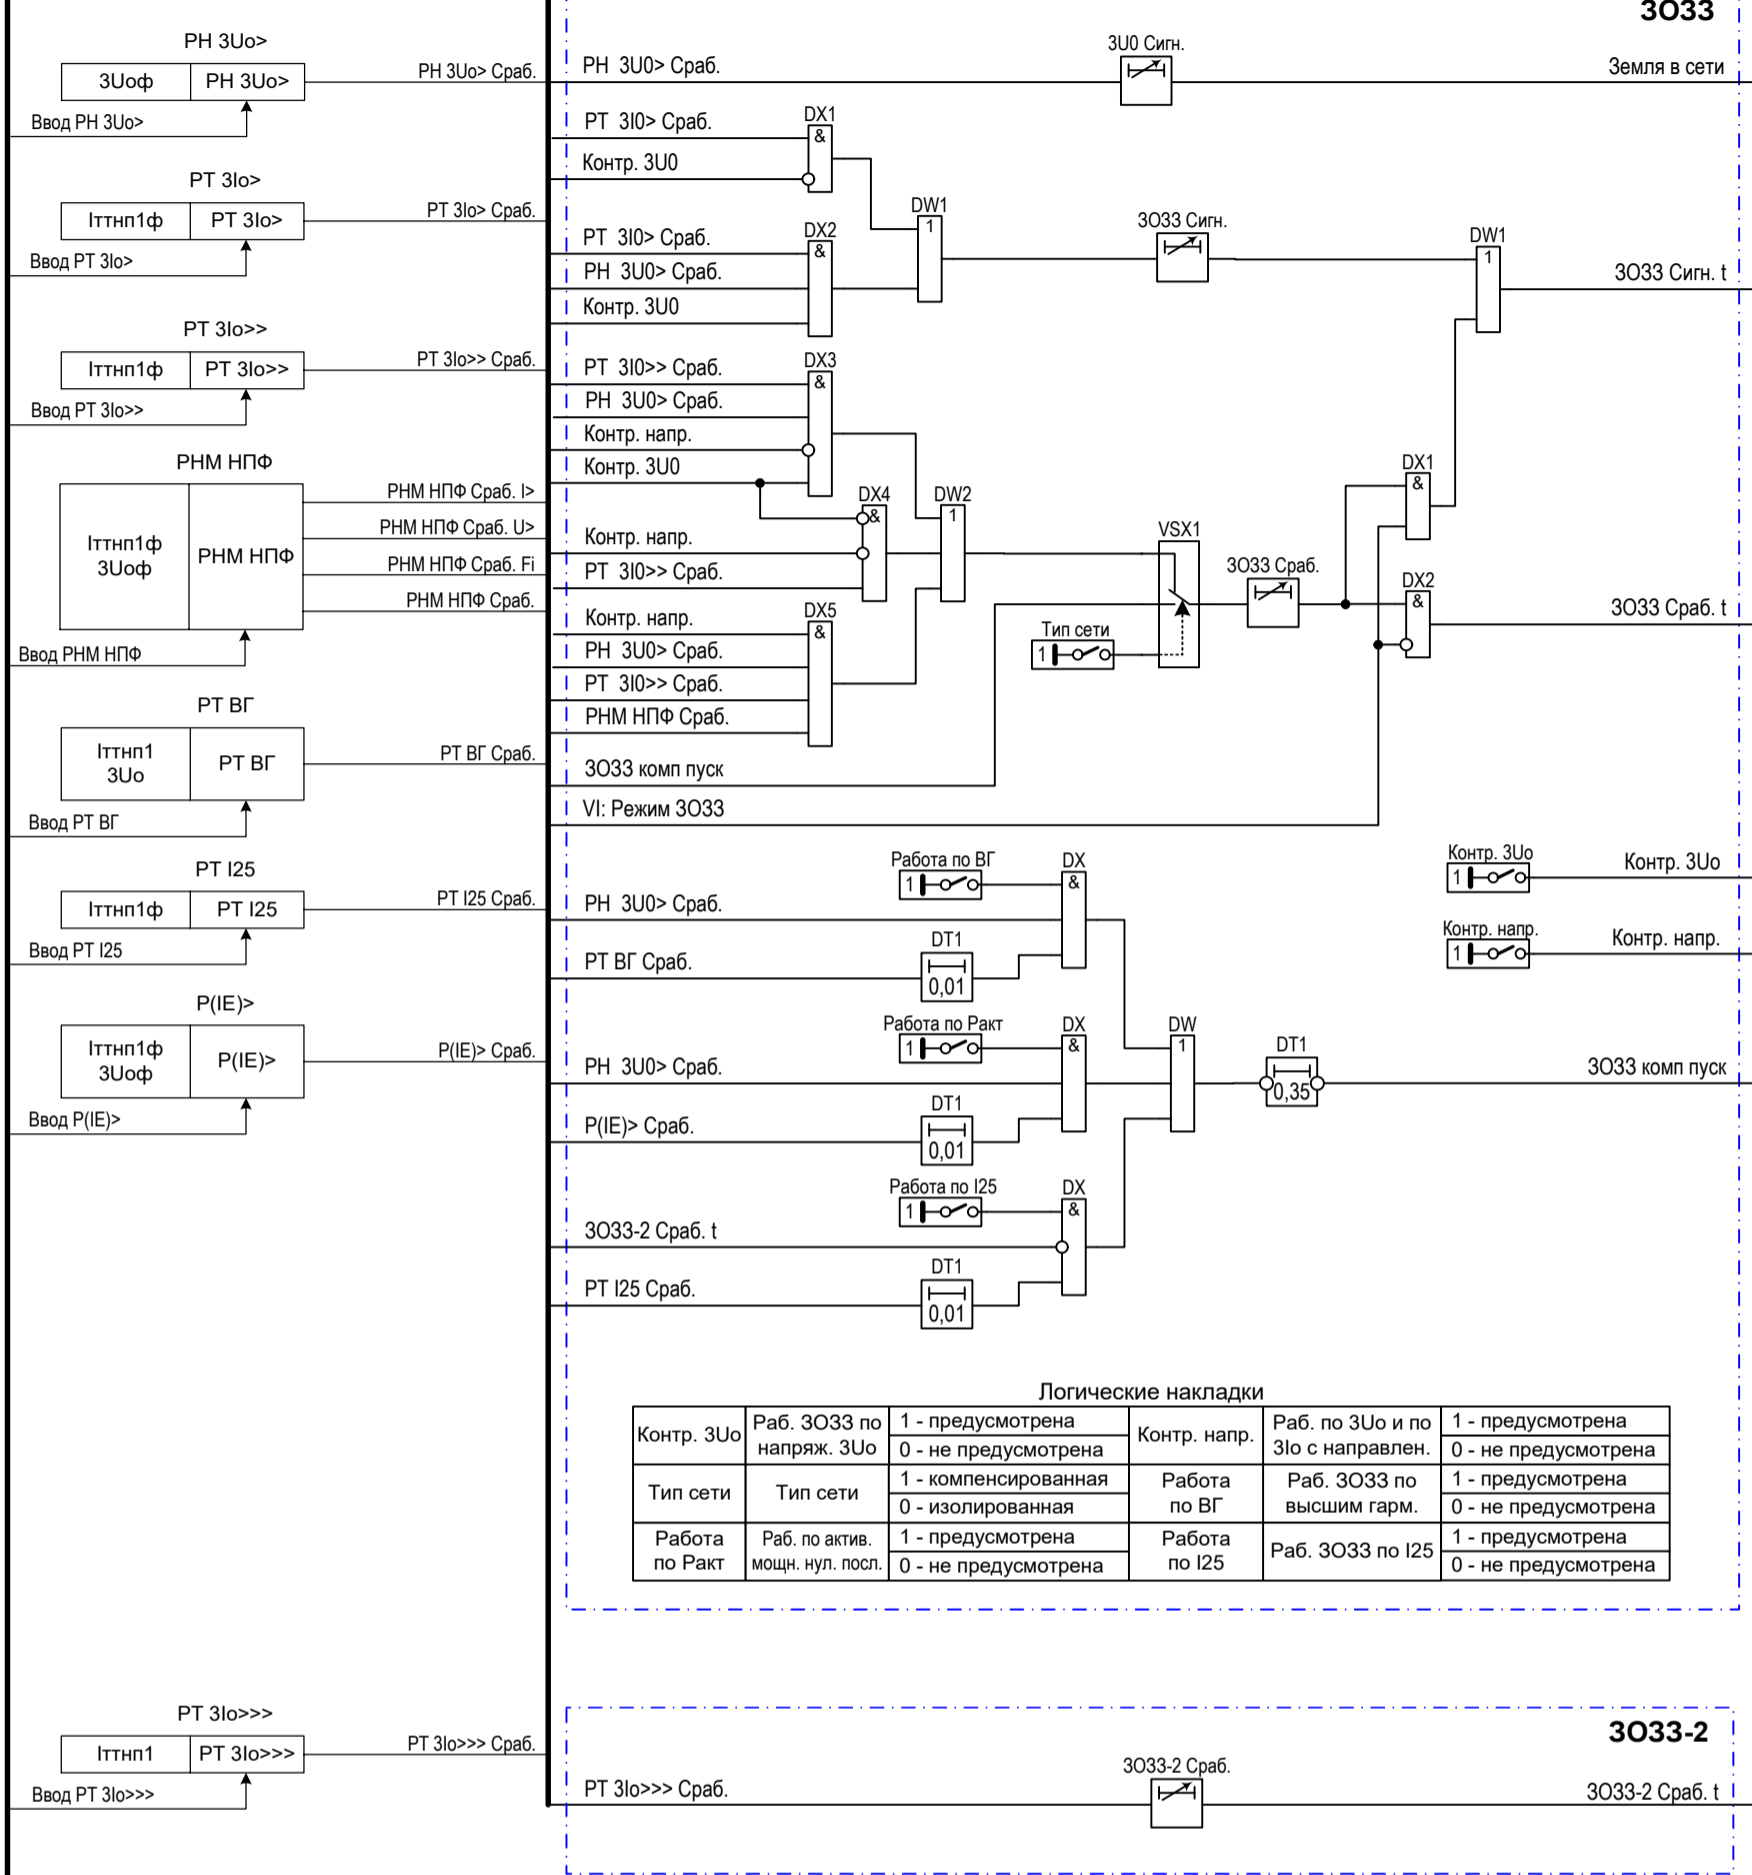 ЗОЗЗ
РН 3Uo>
3Uоф
РН 3Uo>
РН 3Uo> Сраб.
Ввод РН 3Uo>
РТ 3Io>
Iттнп1ф
РТ 3Io>
РТ 3Io> Сраб.
Ввод РТ 3Io>
РТ 3Io>>
Iттнп1ф
РТ 3Io>>
РТ 3Io>> Сраб.
Ввод РТ 3Io>>
РНМ НПФ
Iттнп1ф
3Uоф
РНМ НПФ
РНМ НПФ Сраб. I>
РНМ НПФ Сраб. U>
РНМ НПФ Сраб. Fi
РНМ НПФ Сраб.
Ввод РНМ НПФ
РТ ВГ
Iттнп1
3Uo
РТ ВГ
РТ ВГ Сраб.
Ввод РТ ВГ
РТ I25
Iттнп1ф
РТ I25
РТ I25 Сраб.
Ввод РТ I25
P(IE)>
Iттнп1ф
3Uоф
P(IE)>
P(IE)> Сраб.
Ввод P(IE)>
РТ 3Io>>>
Iттнп1
РТ 3Io>>>
РТ 3Io>>> Сраб.
Ввод РТ 3Io>>>
РН 3U0> Сраб.
3U0 Сигн.
Земля в сети
РТ 3I0> Сраб.
Контр. 3U0
DX1
&
РТ 3I0> Сраб.
РН 3U0> Сраб.
Контр. 3U0
DX2
&
DW1
1
ЗОЗЗ Сигн.
DW1
1
ЗОЗЗ Сигн. t
РТ 3I0>> Сраб.
РН 3U0> Сраб.
Контр. напр.
Контр. 3U0
DX3
&
Контр. напр.
РТ 3I0>> Сраб.
DX4
&
DW2
1
Контр. напр.
РН 3U0> Сраб.
РТ 3I0>> Сраб.
РНМ НПФ Сраб.
DX5
&
VSX1
Тип сети
1
ЗОЗЗ Сраб.
DX1
&
DX2
&
ЗОЗЗ Сраб. t
ЗОЗЗ комп пуск
VI: Режим ЗОЗЗ
Контр. 3Uo
1
Контр. 3Uo
Контр. напр.
1
Контр. напр.
Работа по ВГ
1
DX
&
РН 3U0> Сраб.
DT1
0,01
РТ ВГ Сраб.
Работа по Ракт
1
DX
&
РН 3U0> Сраб.
DT1
0,01
P(IE)> Сраб.
DW
1
DT1
0,35
ЗОЗЗ комп пуск
Работа по I25
1
DX
&
ЗОЗЗ-2 Сраб. t
DT1
0,01
РТ I25 Сраб.
Логические накладки
Контр. 3Uo
Раб. ЗОЗЗ по
напряж. 3Uo
1 - предусмотрена
0 - не предусмотрена
Контр. напр.
Раб. по 3Uo и по
3Io с направлен.
1 - предусмотрена
0 - не предусмотрена
Тип сети
Тип сети
1 - компенсированная
0 - изолированная
Работа
по ВГ
Раб. ЗОЗЗ по
высшим гарм.
1 - предусмотрена
0 - не предусмотрена
Работа
по Ракт
Раб. по актив.
мощн. нул. посл.
1 - предусмотрена
0 - не предусмотрена
Работа
по I25
Раб. ЗОЗЗ по I25
1 - предусмотрена
0 - не предусмотрена
ЗОЗЗ-2
РТ 3Io>>> Сраб.
ЗОЗЗ-2 Сраб.
ЗОЗЗ-2 Сраб. t